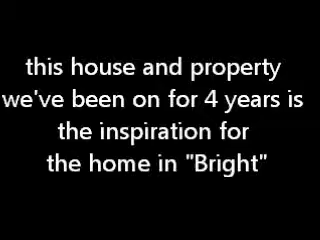 this house and property
we've been on for 4 years is
the inspiration for
the home in "Bright"